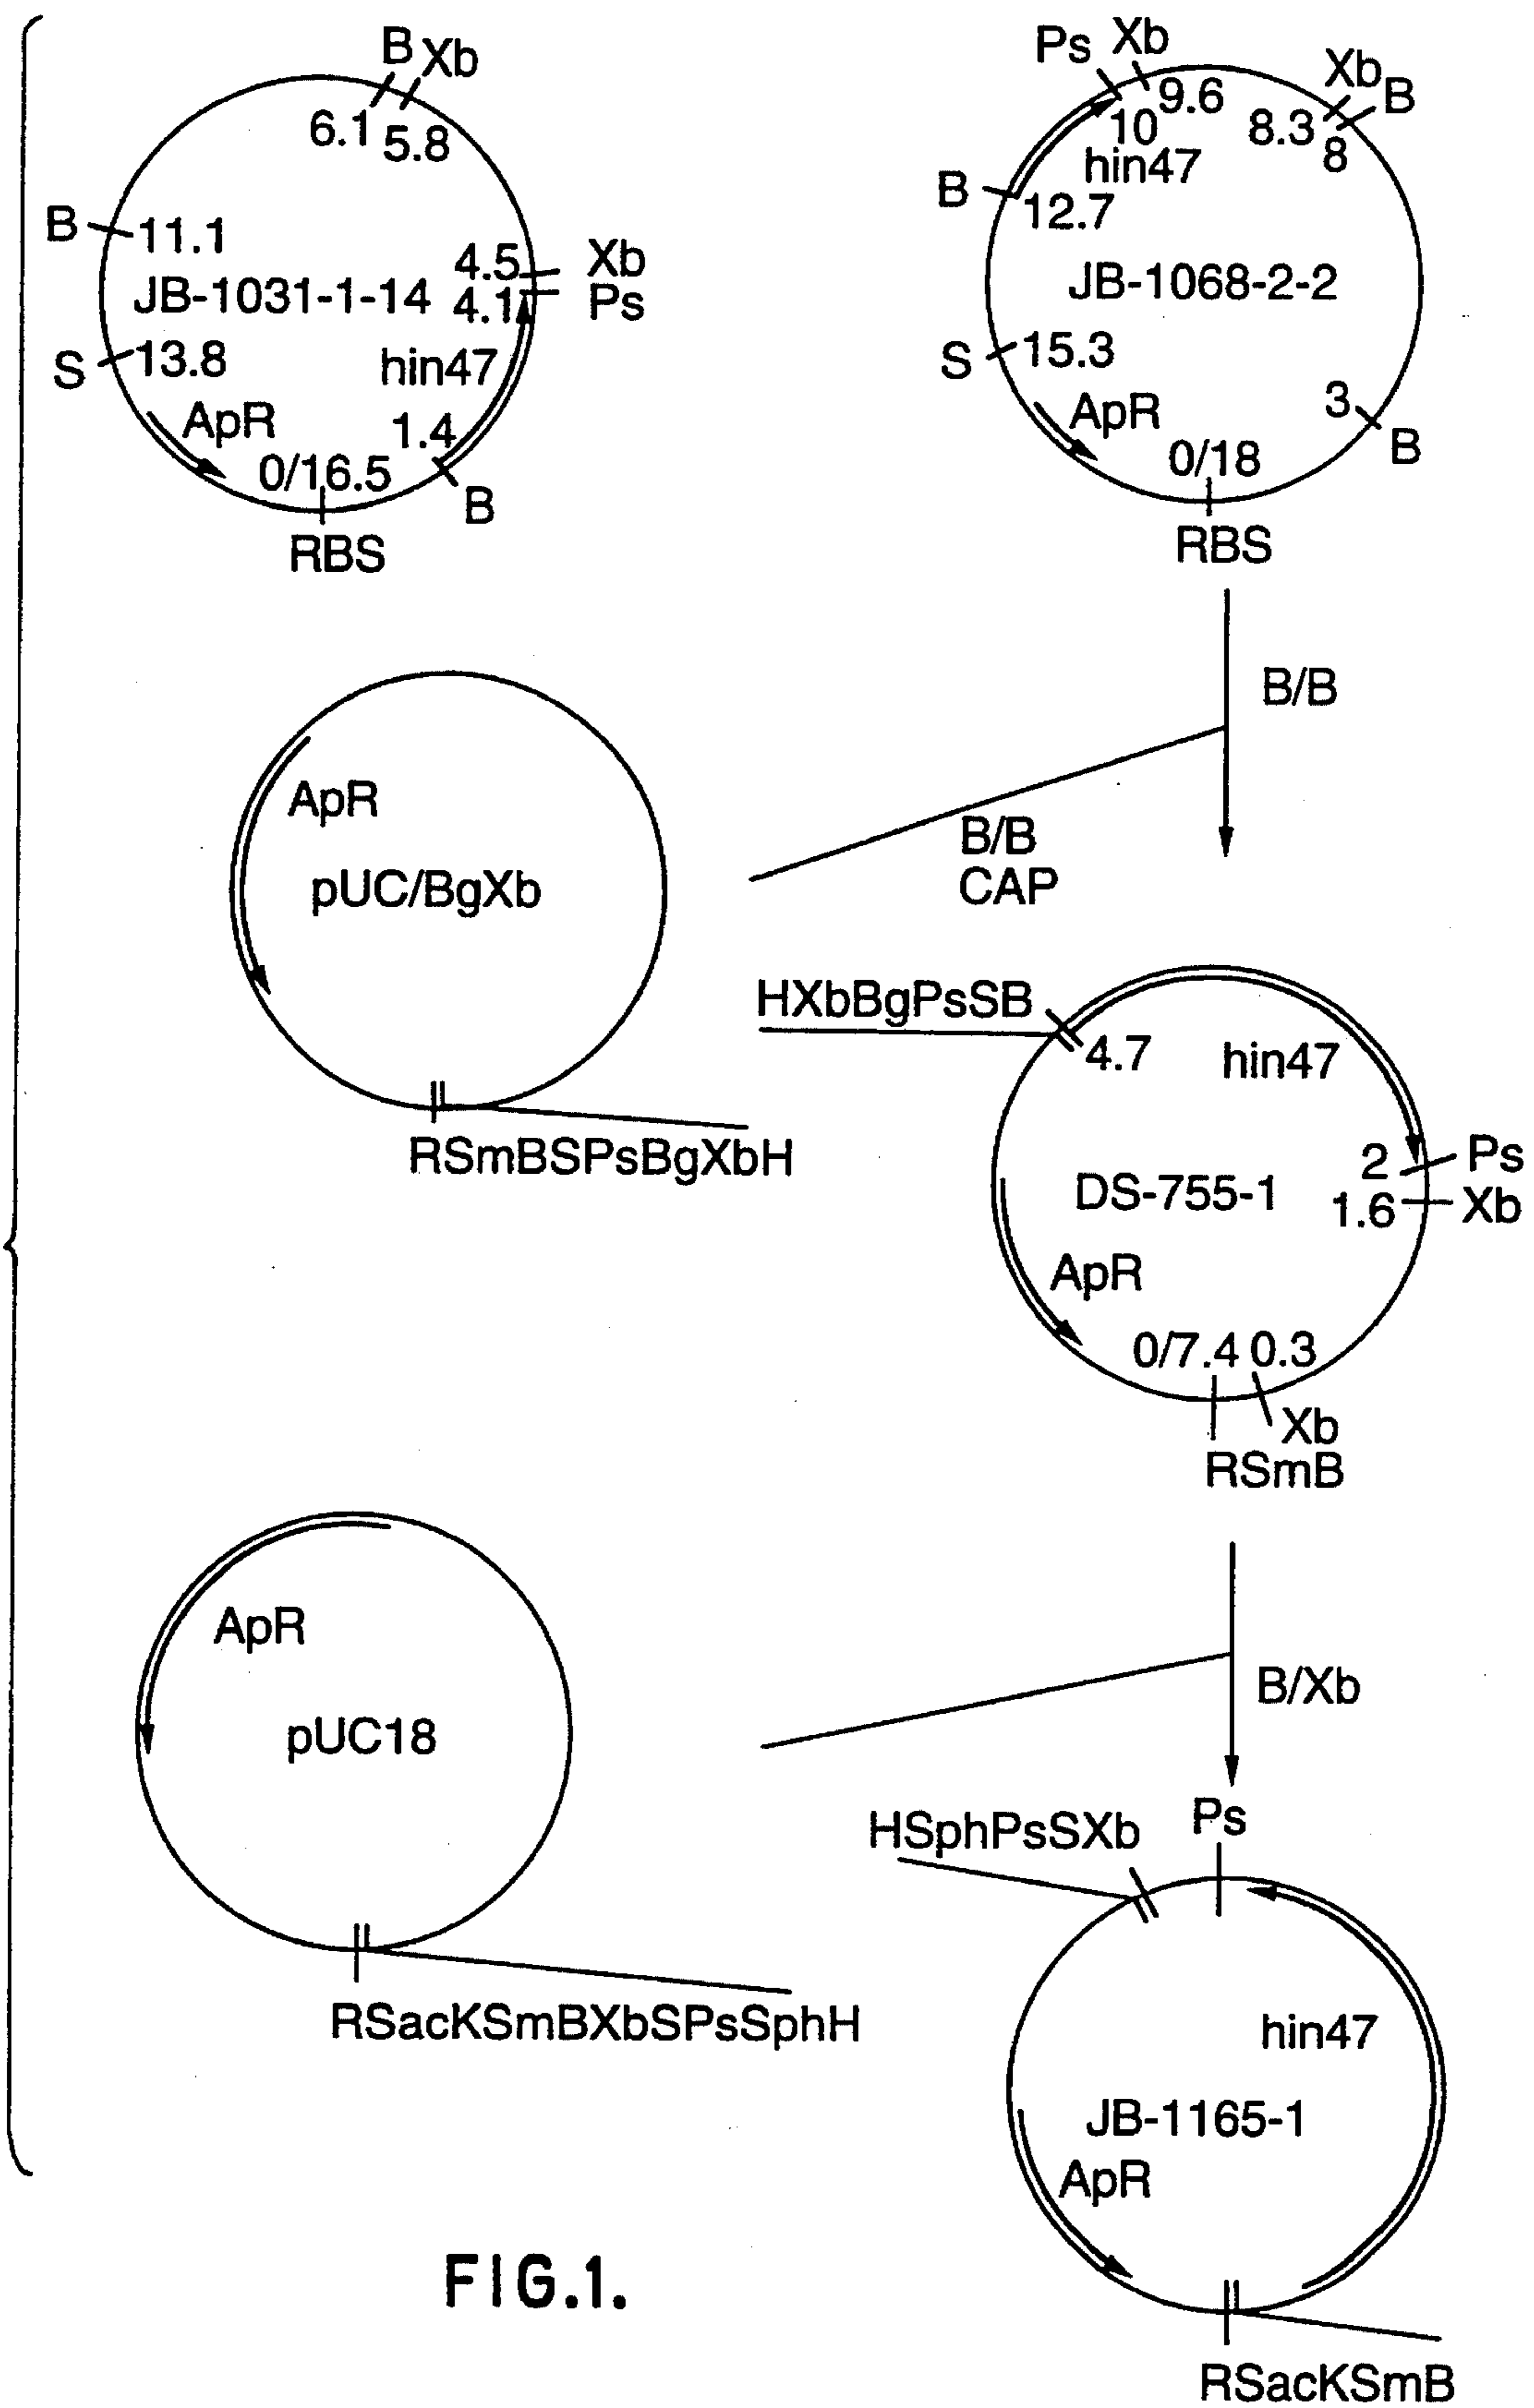 B Xb
6.1 5.8
B 11.1
4.5 Xb
JB-1031-1-14 4.1 Ps
S 13.8
hin47
ApR
1.4
0/16.5
B
RBS
Ps Xb
9.6
10
Xb B
8.3 8
hin47
B 12.7
JB-1068-2-2
S 15.3
ApR
3
B
0/18
RBS
B/B
B/B
CAP
ApR
pUC/BgXb
RSmBSPsBgXbH
HXbBgPsSB
4.7
hin47
2 Ps
DS-755-1
1.6 Xb
ApR
0/7.4 0.3
Xb
RSmB
ApR
pUC18
RSacKSmBXbSPsSphH
B/Xb
HSphPsSXb
Ps
hin47
JB-1165-1
ApR
RSacKSmB
FIG.1.